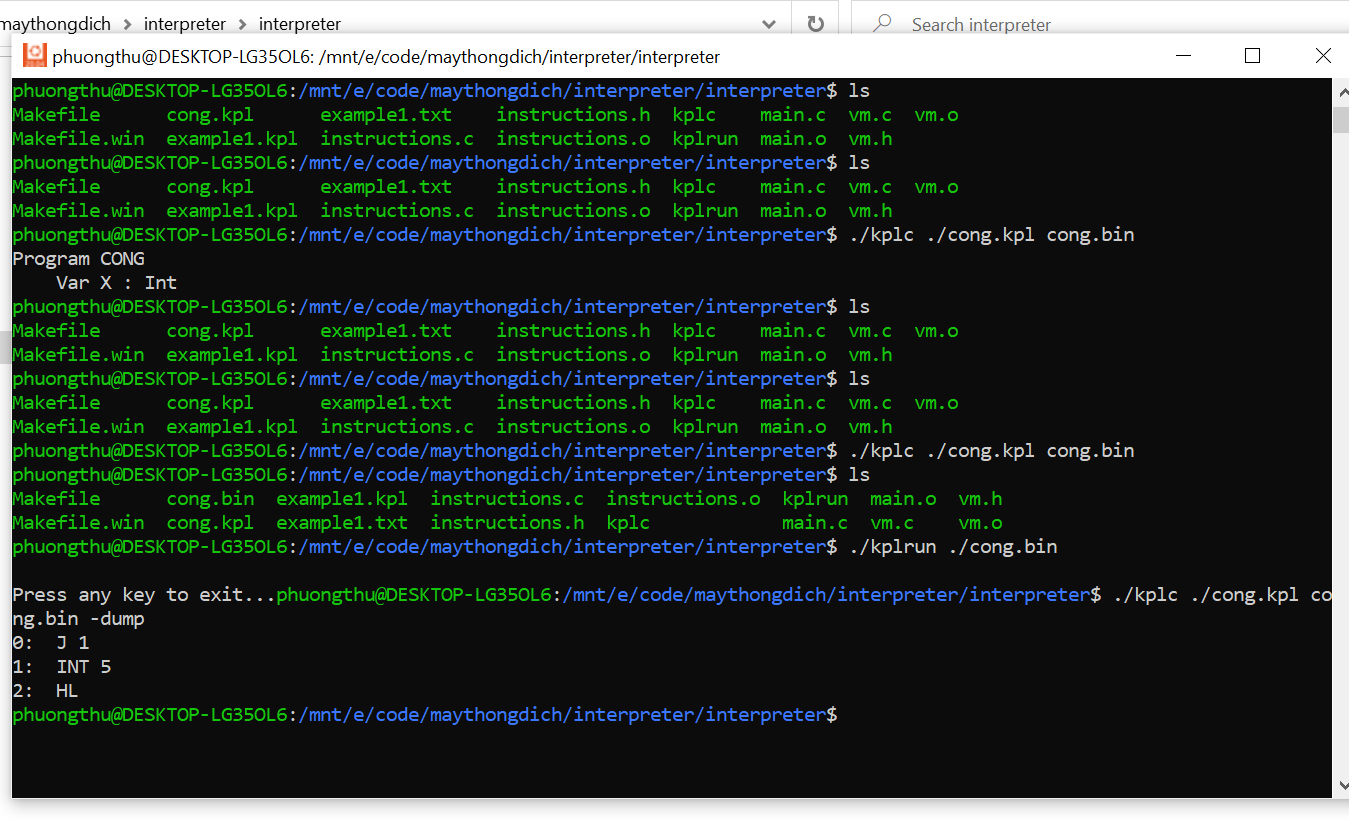 maythongdich > interpreter > interpreter
Search interpreter
phuongthu@DESKTOP-LG35OL6: /mnt/e/code/maythongdich/interpreter/interpreter
phuongthu@DESKTOP-LG35OL6:/mnt/e/code/maythongdich/interpreter/interpreter$ ls
Makefile      cong.kpl      example1.txt    instructions.h  kplc    main.c  vm.c  vm.o
Makefile.win  example1.kpl  instructions.c  instructions.o  kplrun  main.o  vm.h
phuongthu@DESKTOP-LG35OL6:/mnt/e/code/maythongdich/interpreter/interpreter$ ls
Makefile      cong.kpl      example1.txt    instructions.h  kplc    main.c  vm.c  vm.o
Makefile.win  example1.kpl  instructions.c  instructions.o  kplrun  main.o  vm.h
phuongthu@DESKTOP-LG35OL6:/mnt/e/code/maythongdich/interpreter/interpreter$ ./kplc ./cong.kpl cong.bin
Program CONG
    Var X : Int
phuongthu@DESKTOP-LG35OL6:/mnt/e/code/maythongdich/interpreter/interpreter$ ls
Makefile      cong.kpl      example1.txt    instructions.h  kplc    main.c  vm.c  vm.o
Makefile.win  example1.kpl  instructions.c  instructions.o  kplrun  main.o  vm.h
phuongthu@DESKTOP-LG35OL6:/mnt/e/code/maythongdich/interpreter/interpreter$ ls
Makefile      cong.kpl      example1.txt    instructions.h  kplc    main.c  vm.c  vm.o
Makefile.win  example1.kpl  instructions.c  instructions.o  kplrun  main.o  vm.h
phuongthu@DESKTOP-LG35OL6:/mnt/e/code/maythongdich/interpreter/interpreter$ ./kplc ./cong.kpl cong.bin
phuongthu@DESKTOP-LG35OL6:/mnt/e/code/maythongdich/interpreter/interpreter$ ls
Makefile      cong.bin  example1.kpl  instructions.c  instructions.o  kplrun  main.o  vm.h
Makefile.win  cong.kpl  example1.txt  instructions.h  kplc            main.c  vm.c    vm.o
phuongthu@DESKTOP-LG35OL6:/mnt/e/code/maythongdich/interpreter/interpreter$ ./kplrun ./cong.bin
Press any key to exit...phuongthu@DESKTOP-LG35OL6:/mnt/e/code/maythongdich/interpreter/interpreter$ ./kplc ./cong.kpl co
ng.bin -dump
0:  J 1
1:  INT 5
2:  HL
phuongthu@DESKTOP-LG35OL6:/mnt/e/code/maythongdich/interpreter/interpreter$